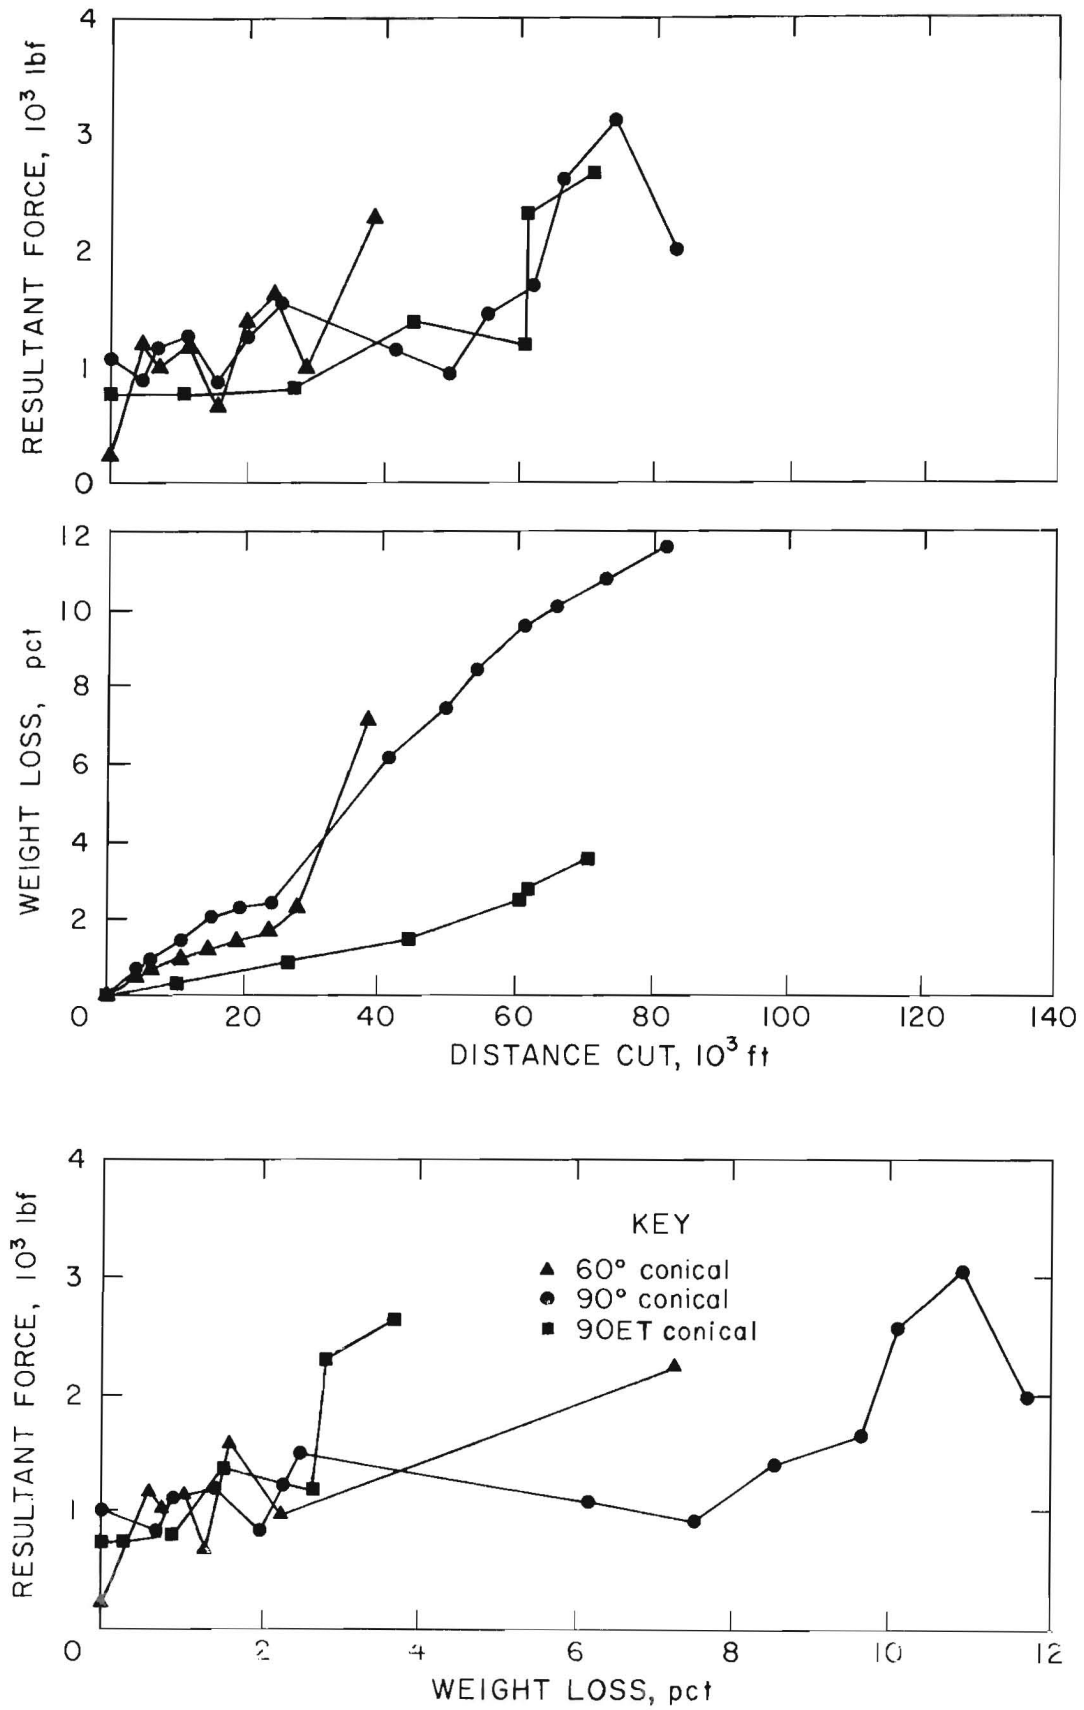 4
3
2
1
0
RESULTANT FORCE, 10³ lbf
12
10
8
6
4
2
0 20 40 60 80 100 120 140
WEIGHT LOSS, pct
DISTANCE CUT, 10³ ft
4
3
2
1
0 2 4 6 8 10 12
RESULTANT FORCE, 10³ lbf
KEY
60° conical
90° conical
90ET conical
WEIGHT LOSS, pct